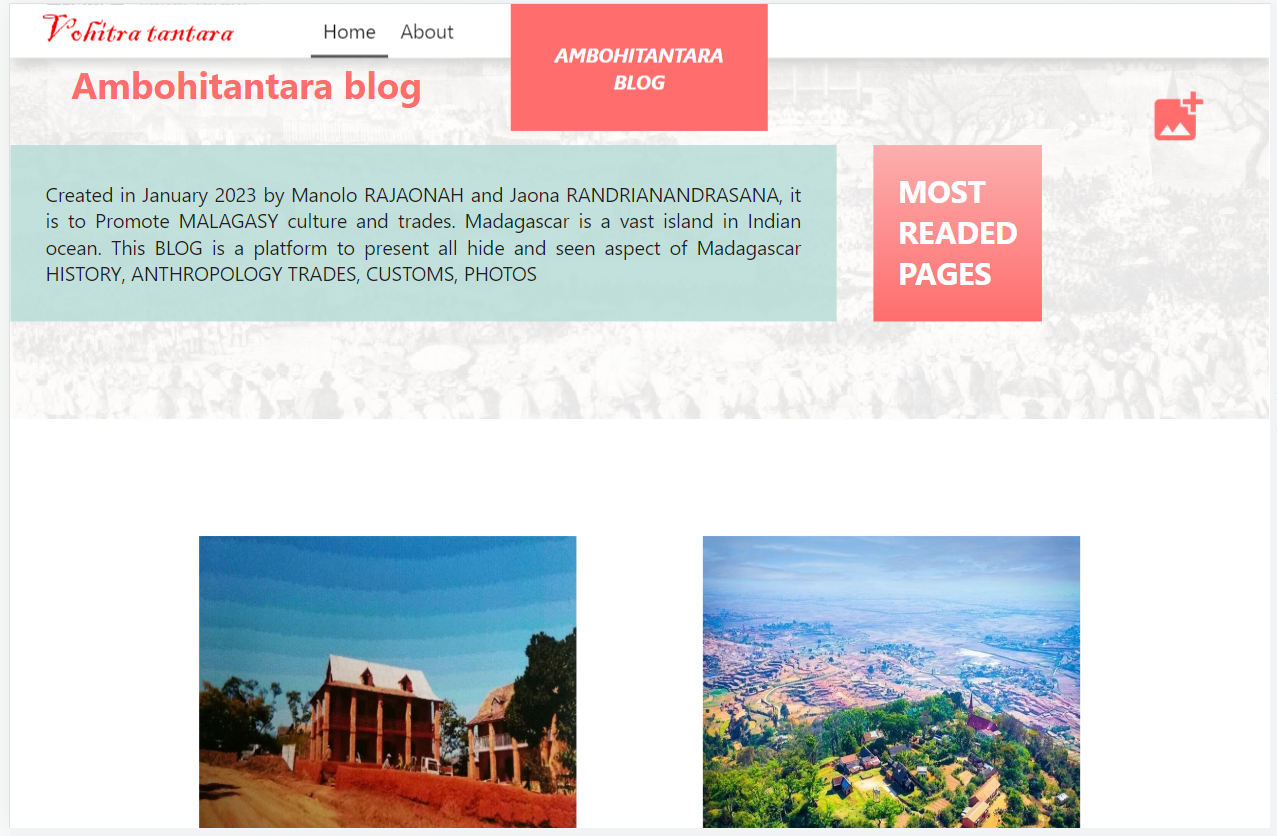 Vohitra tantara
Home About
AMBOHITANTARA
BLOG
Ambohitantara blog
Created in January 2023 by Manolo RAJAONAH and Jaona RANDRIANANDRASANA, it
is to Promote MALAGASY culture and trades. Madagascar is a vast island in Indian
ocean. This BLOG is a platform to present all hide and seen aspect of Madagascar
HISTORY, ANTHROPOLOGY TRADES, CUSTOMS, PHOTOS
MOST
READED
PAGES